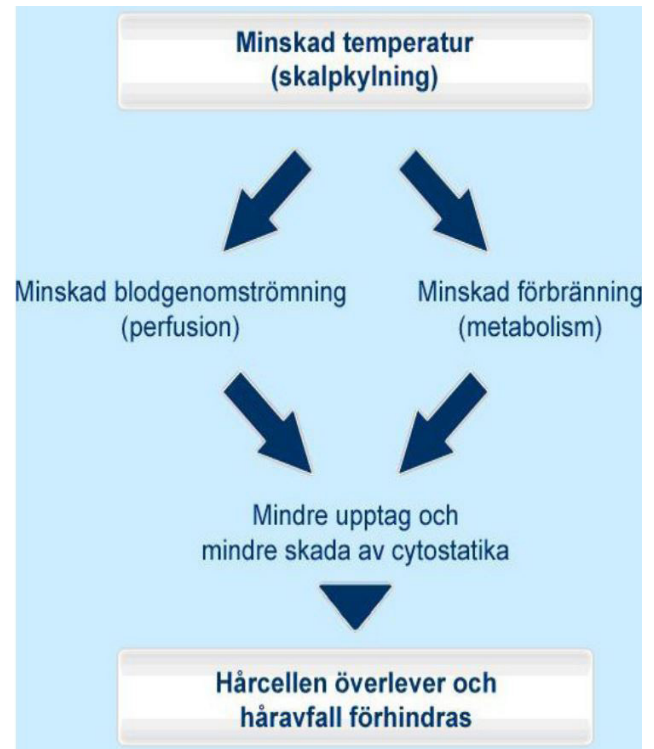 Minskad temperatur
(skalpkylning)
Minskad blodgenomströmning
(perfusion)
Minskad förbränning
(metabolism)
Mindre upptag och
mindre skada av cytostatika
Hårcellen överlever och
håravfall förhindras